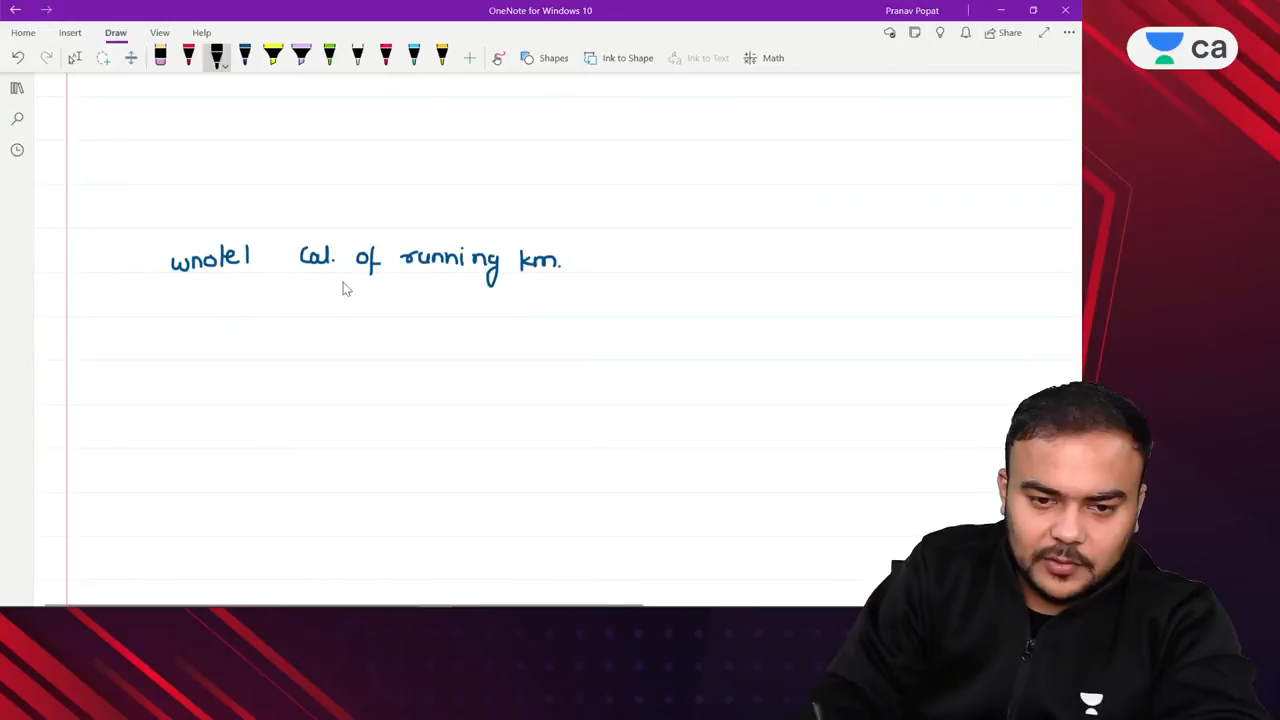 OneNote for Windows 10
Pranav Popat
Home Insert Draw View Help
Share
Shapes
Ink to Shape
Ink to Text
Math
ca
wnote1 Cal. of running km.